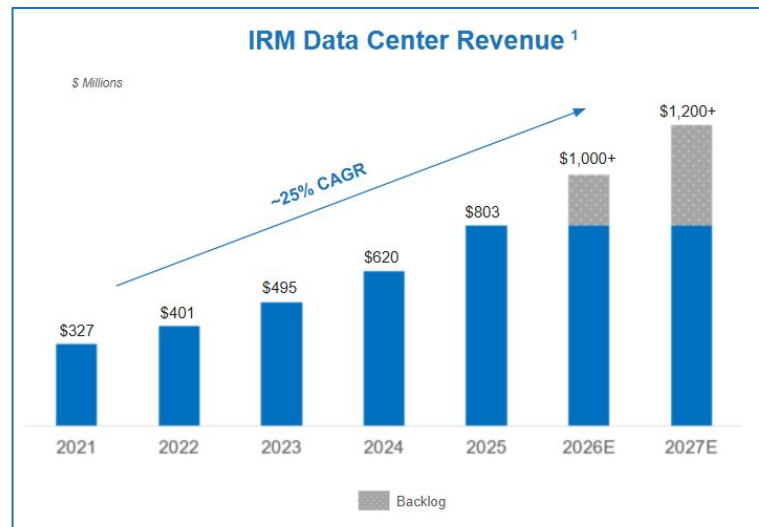 IRM Data Center Revenue ¹
$ Millions
~25% CAGR
$327
$401
$495
$620
$803
$1,000+
$1,200+
2021
2022
2023
2024
2025
2026E
2027E
Backlog